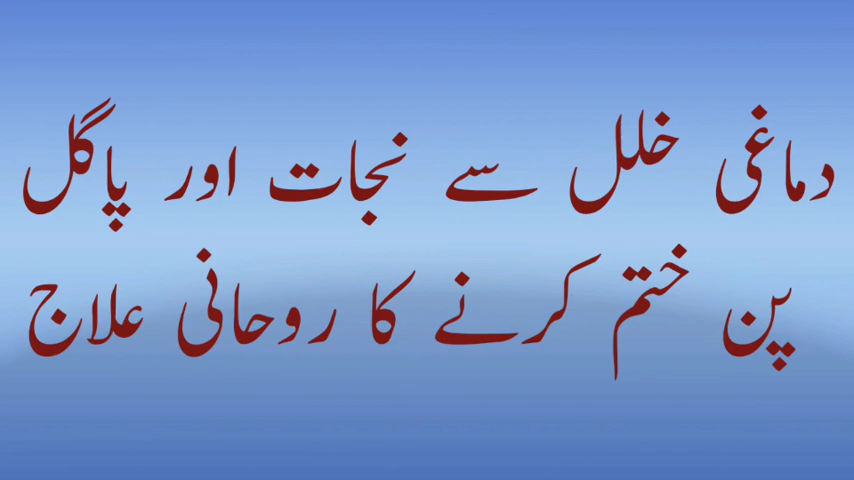 دماغی خلل سے نجات اور پاگل
پن ختم کرنے کا روحانی علاج